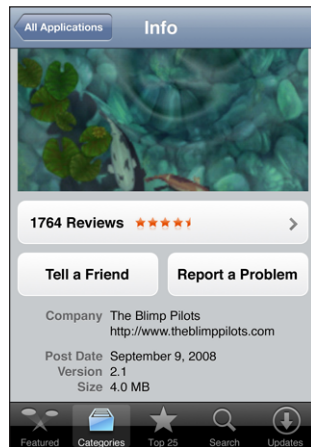 All Applications Info
1764 Reviews
Tell a Friend Report a Problem
Company The Blimp Pilots
http://www.theblimppilots.com
Post Date September 9, 2008
Version 2.1
Size 4.0 MB
Featured Categories Top 25 Search Updates